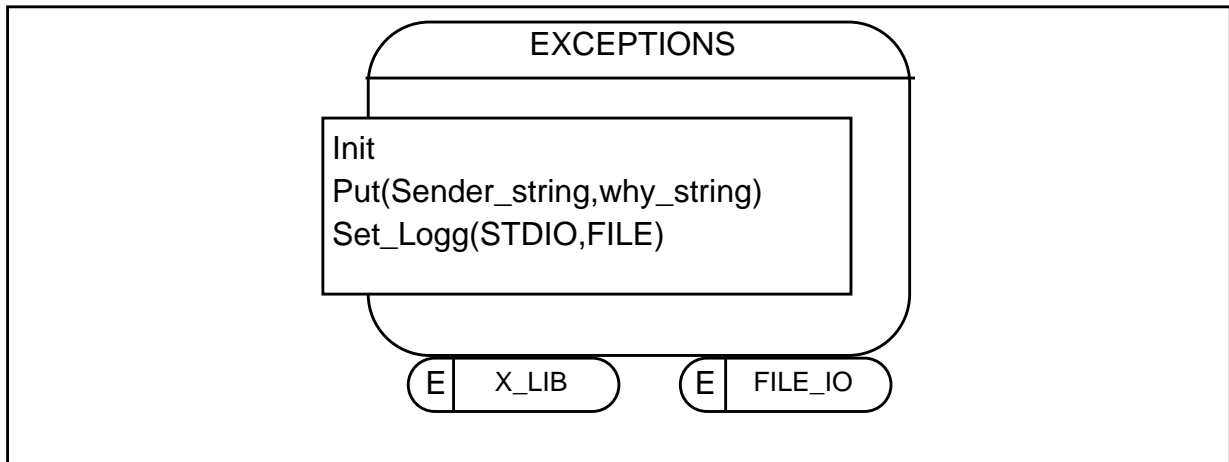 EXCEPTIONS
Init
Put(Sender_string,why_string)
Set_Logg(STDIO,FILE)
E X_LIB E FILE_IO